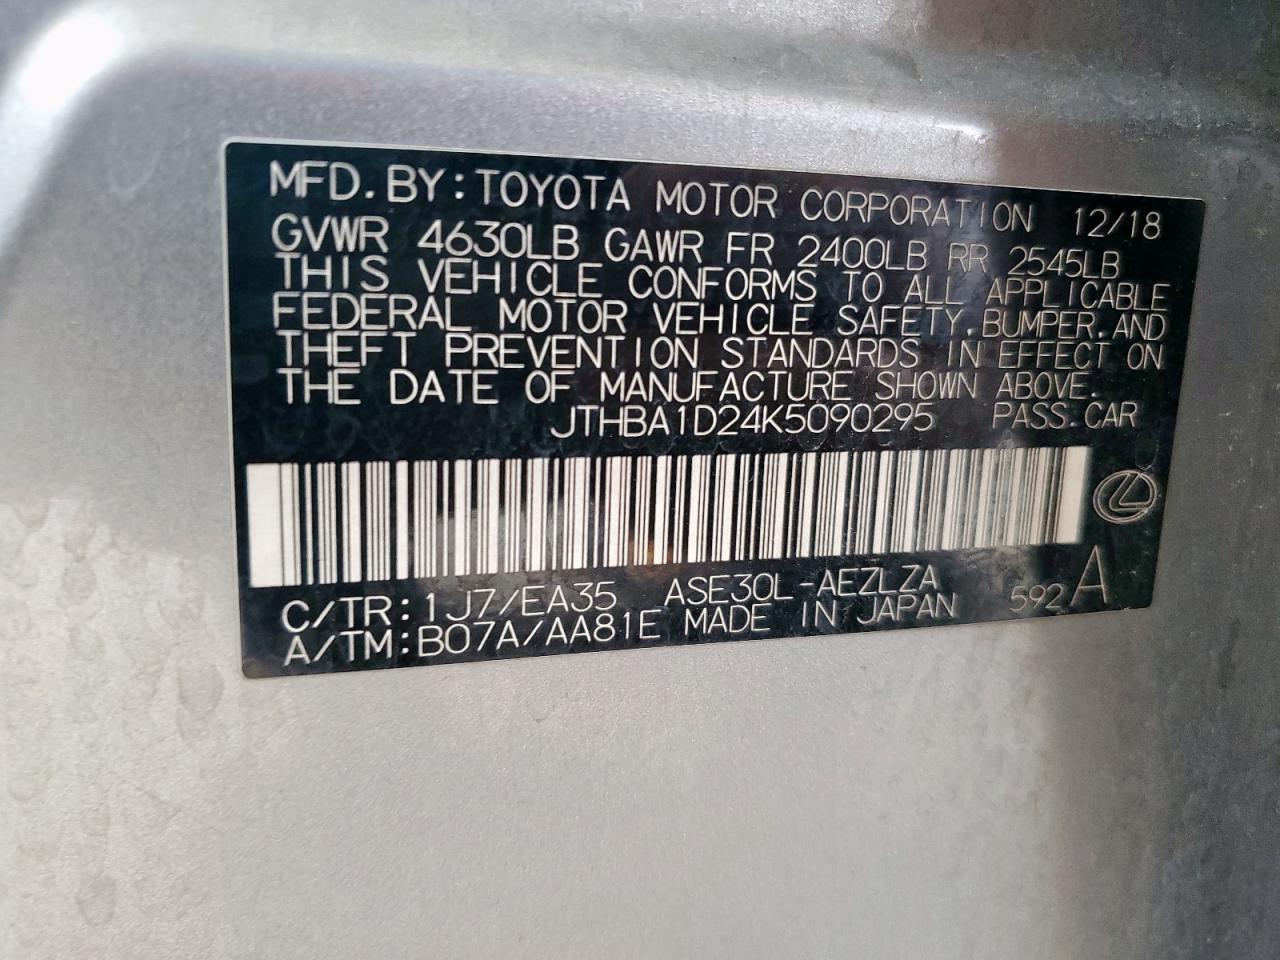 MFD.BY:TOYOTA MOTOR CORPORATION 12/18
GVWR 4630LB GAWR FR 2400LB RR 2545LB
THIS VEHICLE CONFORMS TO ALL APPLICABLE
FEDERAL MOTOR VEHICLE SAFETY,BUMPER,AND
THEFT PREVENTION STANDARDS IN EFFECT ON
THE DATE OF MANUFACTURE SHOWN ABOVE.
JTHBA1D24K5090295 PASS.CAR
C/TR:1J7/EA35 ASE30L-AEZLZA
A/TM:B07A/AA81E MADE IN JAPAN 592 A